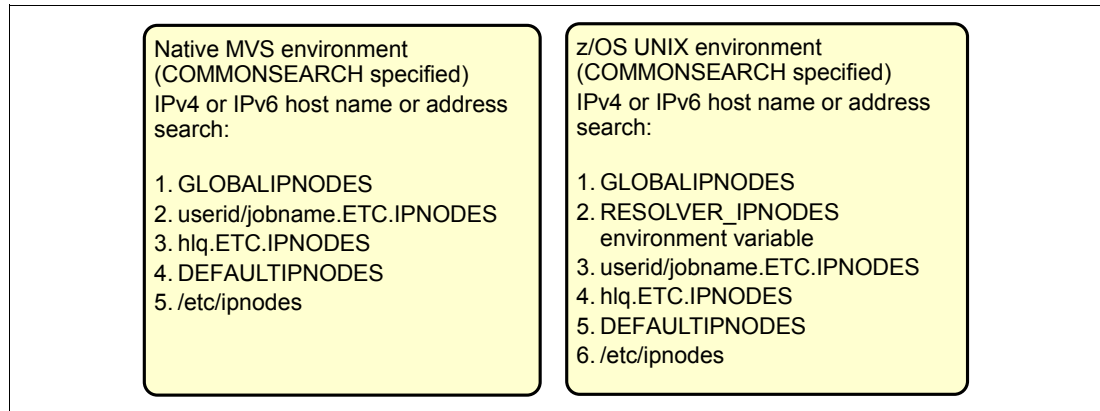 Native MVS environment
(COMMONSEARCH specified)
IPv4 or IPv6 host name or address
search:
1. GLOBALIPNODES
2. userid/jobname.ETC.IPNODES
3. hlq.ETC.IPNODES
4. DEFAULTIPNODES
5. /etc/ipnodes
z/OS UNIX environment
(COMMONSEARCH specified)
IPv4 or IPv6 host name or address
search:
1. GLOBALIPNODES
2. RESOLVER_IPNODES
environment variable
3. userid/jobname.ETC.IPNODES
4. hlq.ETC.IPNODES
5. DEFAULTIPNODES
6. /etc/ipnodes